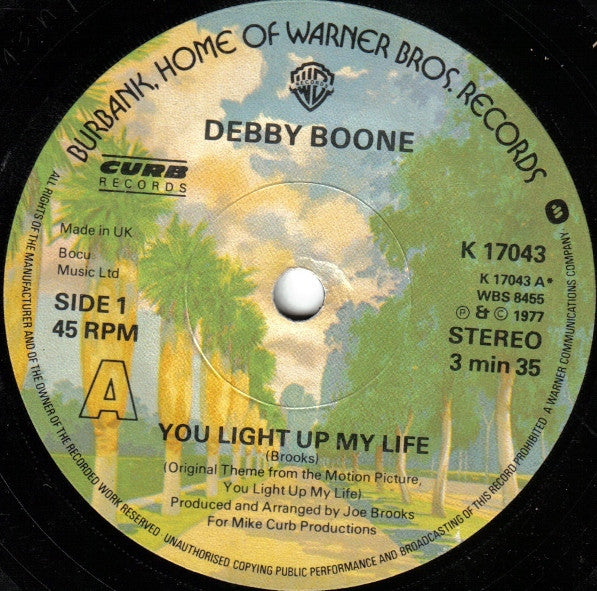 BURBANK, HOME OF WARNER BROS. RECORDS
W
RECORDS
DEBBY BOONE
CURB
RECORDS
Made in UK
Bocu
Music Ltd
SIDE 1
45 RPM
A
K 17043
K 17043 A*
WBS 8455
Ⓟ & © 1977
STEREO
3 min 35
YOU LIGHT UP MY LIFE
(Brooks)
(Original Theme from the Motion Picture,
You Light Up My Life)
Produced and Arranged by Joe Brooks
For Mike Curb Productions
ALL RIGHTS OF THE MANUFACTURER AND OF THE OWNER OF THE RECORDED WORK RESERVED UNAUTHORISED COPYING PUBLIC PERFORMANCE AND BROADCASTING OF THIS RECORD PROHIBITED A WARNER COMMUNICATIONS COMPANY